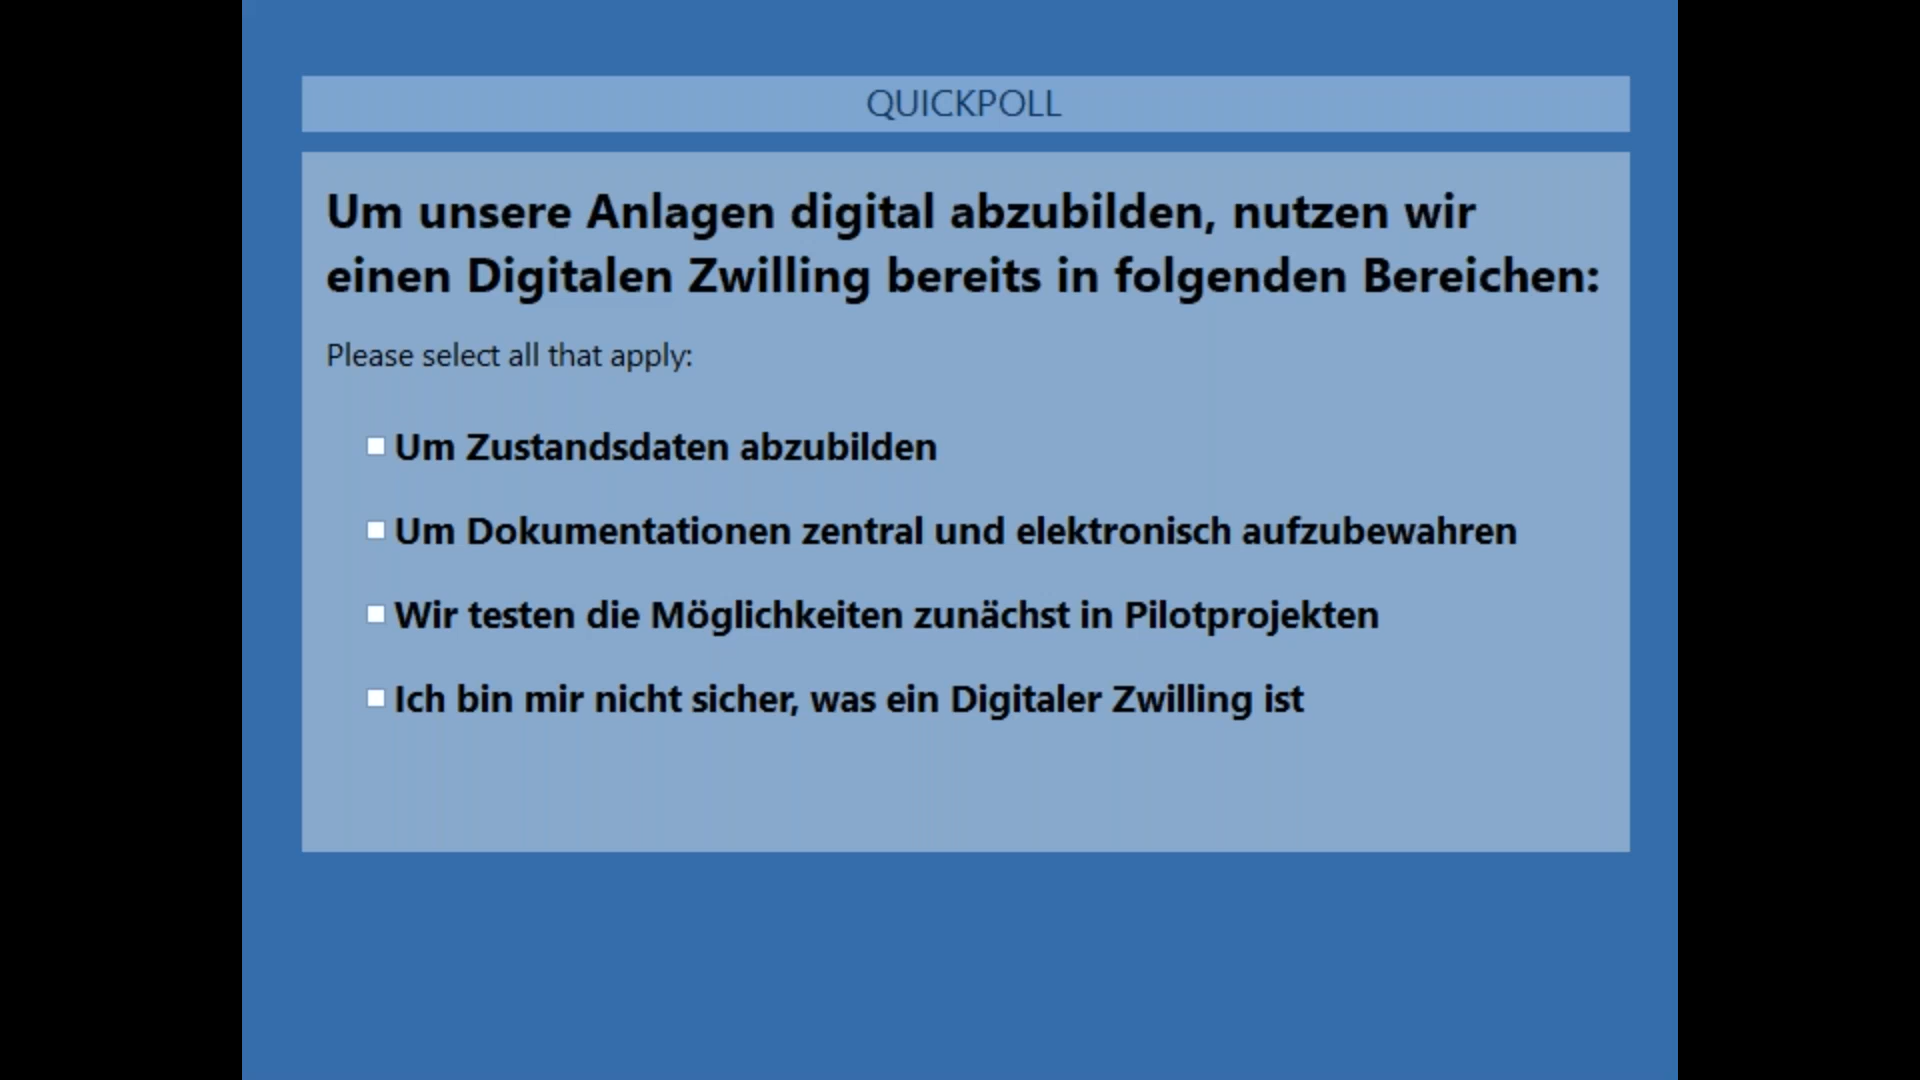 QUICKPOLL
Um unsere Anlagen digital abzubilden, nutzen wir
einen Digitalen Zwilling bereits in folgenden Bereichen:
Please select all that apply:
Um Zustandsdaten abzubilden
Um Dokumentationen zentral und elektronisch aufzubewahren
Wir testen die Möglichkeiten zunächst in Pilotprojekten
Ich bin mir nicht sicher, was ein Digitaler Zwilling ist